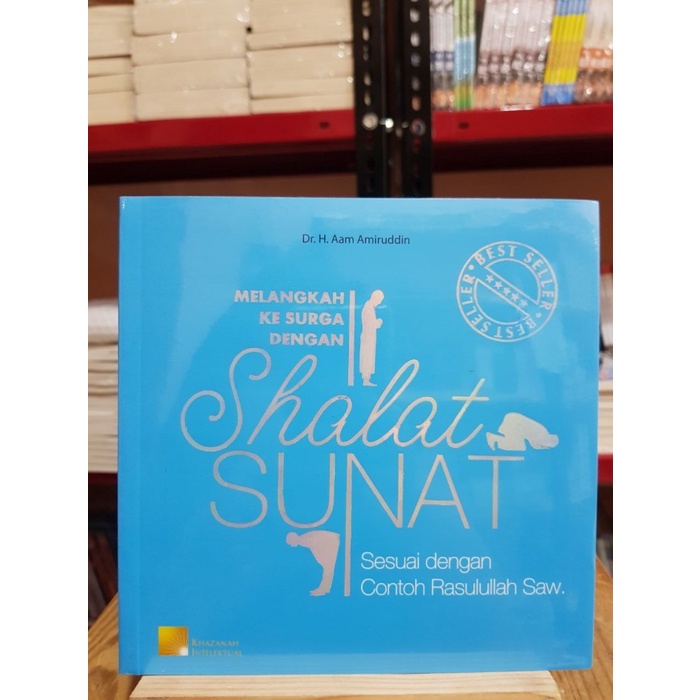 Dr. H. Aam Amiruddin
BEST SELLER
BEST SELLER
MELANGKAH
KE SURGA
DENGAN
Shalat
SUNAT
Sesuai dengan
Contoh Rasulullah Saw.
KHAZANAH
INTELEKTUAL